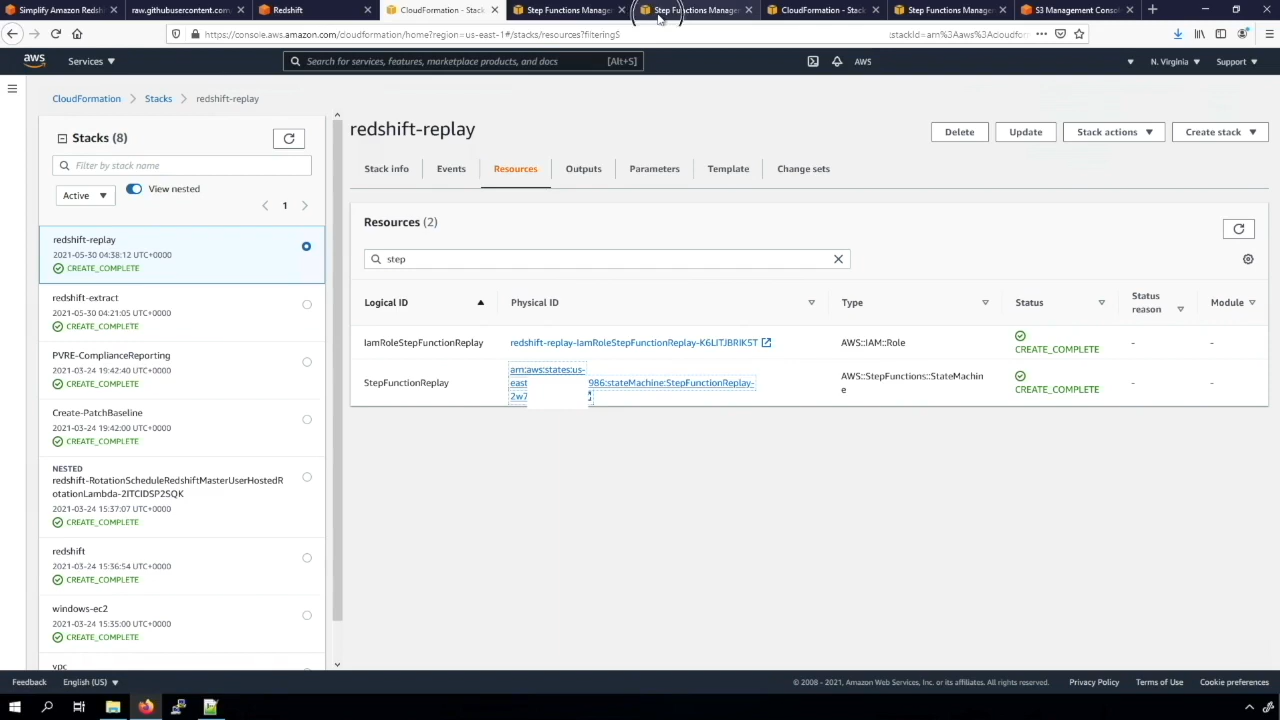 Simplify Amazon Redsh
raw.githubusercontent.com
Redshift
CloudFormation - Stack
Step Functions Manage
Step Functions Manage
CloudFormation - Stack
Step Functions Manage
S3 Management Conso
https://console.aws.amazon.com/cloudformation/home?region=us-east-1#/stacks/resources?filteringS
stackId=arn%3Aaws%3Acloudfor
aws
Services
Search for services, features, marketplace products, and docs
[Alt+S]
AWS
N. Virginia
Support
CloudFormation
Stacks
redshift-replay
Stacks (8)
Filter by stack name
Active
View nested
1
redshift-replay
2021-05-30 04:38:12 UTC+0000
CREATE_COMPLETE
redshift-extract
2021-05-30 04:21:05 UTC+0000
CREATE_COMPLETE
PVRE-ComplianceReporting
2021-03-24 19:42:40 UTC+0000
CREATE_COMPLETE
Create-PatchBaseline
2021-03-24 19:42:00 UTC+0000
CREATE_COMPLETE
NESTED
redshift-RotationScheduleRedshiftMasterUserHostedR
otationLambda-2ITCIDSP2SQK
2021-03-24 15:37:07 UTC+0000
CREATE_COMPLETE
redshift
2021-03-24 15:36:54 UTC+0000
CREATE_COMPLETE
windows-ec2
2021-03-24 15:35:00 UTC+0000
CREATE_COMPLETE
vpc
redshift-replay
Delete
Update
Stack actions
Create stack
Stack info
Events
Resources
Outputs
Parameters
Template
Change sets
Resources (2)
step
Logical ID
Physical ID
Type
Status
Status
reason
Module
IamRoleStepFunctionReplay
redshift-replay-IamRoleStepFunctionReplay-K6LITJBRIK5T
AWS::IAM::Role
CREATE_COMPLETE
-
-
StepFunctionReplay
arn:aws:states:us-
east
986:stateMachine:StepFunctionReplay-
2w7
AWS::StepFunctions::StateMachin
e
CREATE_COMPLETE
-
-
Feedback
English (US)
© 2008 - 2021, Amazon Web Services, Inc. or its affiliates. All rights reserved.
Privacy Policy
Terms of Use
Cookie preferences